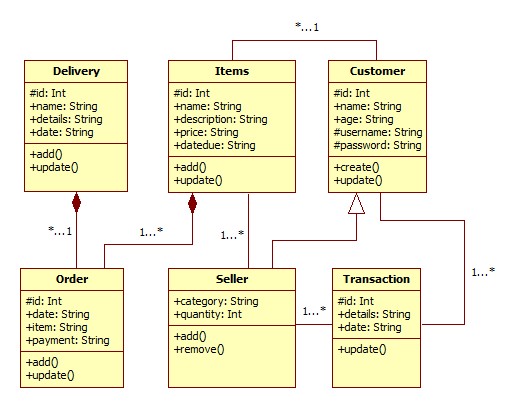 *...1
Delivery
#id: Int
+name: String
+details: String
+date: String
+add()
+update()
Items
#id: Int
+name: String
+description: String
+price: String
+datedue: String
+add()
+update()
Customer
#id: Int
+name: String
+age: String
#username: String
#password: String
+create()
+update()
*...1
1...*
1...*
1...*
Order
#id: Int
+date: String
+item: String
+payment: String
+add()
+update()
Seller
+category: String
+quantity: Int
+add()
+remove()
1...*
Transaction
#id: Int
+details: String
+date: String
+update()